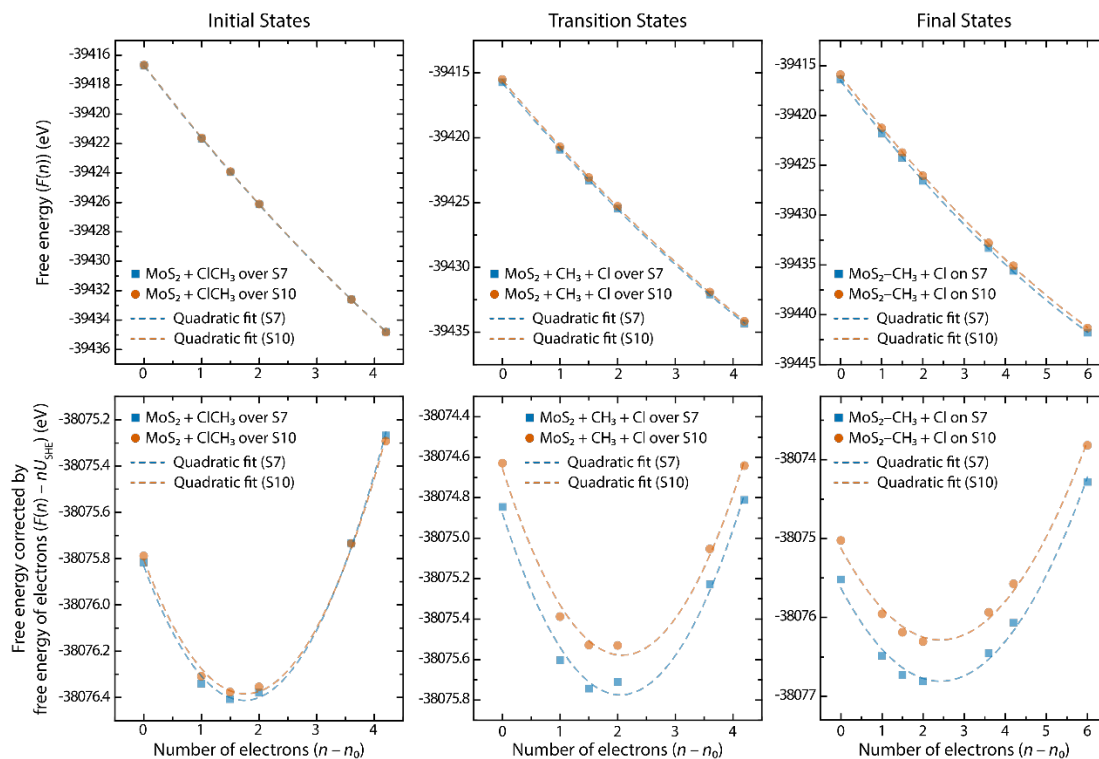 Initial States
Transition States
Final States
Free energy (F(n)) (eV)
-39416
-39418
-39420
-39422
-39424
-39426
-39428
-39430
-39432
-39434
-39436
MoS₂ + ClCH₃ over S7
MoS₂ + ClCH₃ over S10
Quadratic fit (S7)
Quadratic fit (S10)
0 1 2 3 4
-39415
-39420
-39425
-39430
-39435
MoS₂ + CH₃ + Cl over S7
MoS₂ + CH₃ + Cl over S10
Quadratic fit (S7)
Quadratic fit (S10)
0 1 2 3 4
-39415
-39420
-39425
-39430
-39435
-39440
-39445
MoS₂–CH₃ + Cl on S7
MoS₂–CH₃ + Cl on S10
Quadratic fit (S7)
Quadratic fit (S10)
0 1 2 3 4 5 6
Free energy corrected by
free energy of electrons (F(n) – nU_SHE) (eV)
-38075.2
-38075.4
-38075.6
-38075.8
-38076.0
-38076.2
-38076.4
MoS₂ + ClCH₃ over S7
MoS₂ + ClCH₃ over S10
Quadratic fit (S7)
Quadratic fit (S10)
0 1 2 3 4
Number of electrons (n – n₀)
-38074.4
-38074.6
-38074.8
-38075.0
-38075.2
-38075.4
-38075.6
-38075.8
MoS₂ + CH₃ + Cl over S7
MoS₂ + CH₃ + Cl over S10
Quadratic fit (S7)
Quadratic fit (S10)
0 1 2 3 4
Number of electrons (n – n₀)
-38074
-38075
-38076
-38077
MoS₂–CH₃ + Cl on S7
MoS₂–CH₃ + Cl on S10
Quadratic fit (S7)
Quadratic fit (S10)
0 1 2 3 4 5 6
Number of electrons (n – n₀)